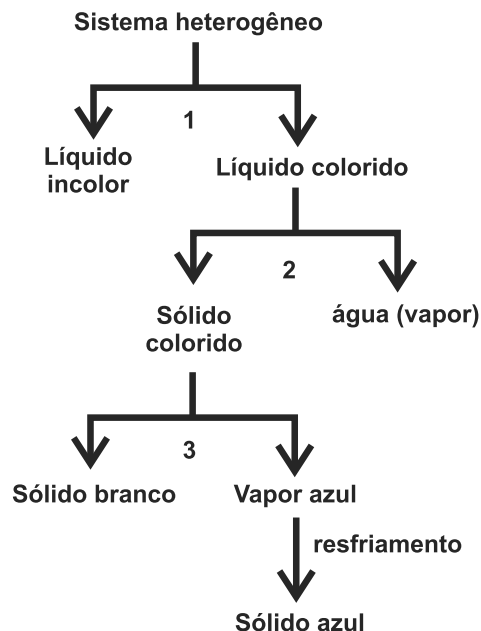 Sistema heterogêneo
1
Líquido
incolor
Líquido colorido
2
Sólido
colorido
água (vapor)
3
Sólido branco
Vapor azul
resfriamento
Sólido azul